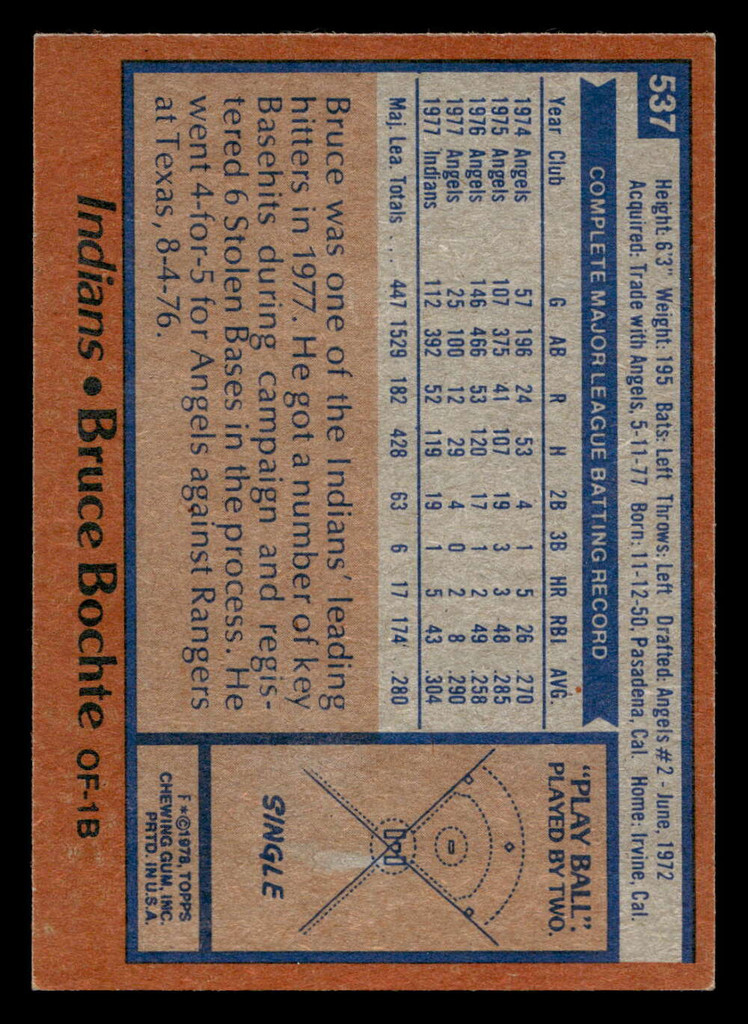 537
Height: 6'3" Weight: 195 Bats: Left Throws: Left Drafted: Angels #2 - June, 1972
Acquired: Trade with Angels, 5-11-77 Born: 11-12-50, Pasadena, Cal. Home: Irvine, Cal.
COMPLETE MAJOR LEAGUE BATTING RECORD
Year Club G AB R H 2B 3B HR RBI AVG.
1974 Angels 57 196 24 53 4 1 5 26 .270
1975 Angels 107 375 41 107 19 3 3 48 .285
1976 Angels 146 466 53 120 17 1 2 49 .258
1977 Angels 25 100 12 29 4 0 2 8 .290
1977 Indians 112 392 52 119 19 1 5 43 .304
Maj. Lea. Totals . . . 447 1529 182 428 63 6 17 174 .280
Bruce was one of the Indians' leading
hitters in 1977. He got a number of key
Basehits during campaign and regis-
tered 6 Stolen Bases in the process. He
went 4-for-5 for Angels against Rangers
at Texas, 8-4-76.
"PLAY BALL"
PLAYED BY TWO.
SINGLE
F*©1978, TOPPS
CHEWING GUM, INC.
PRTD. IN U.S.A.
Indians • Bruce Bochte OF-1B